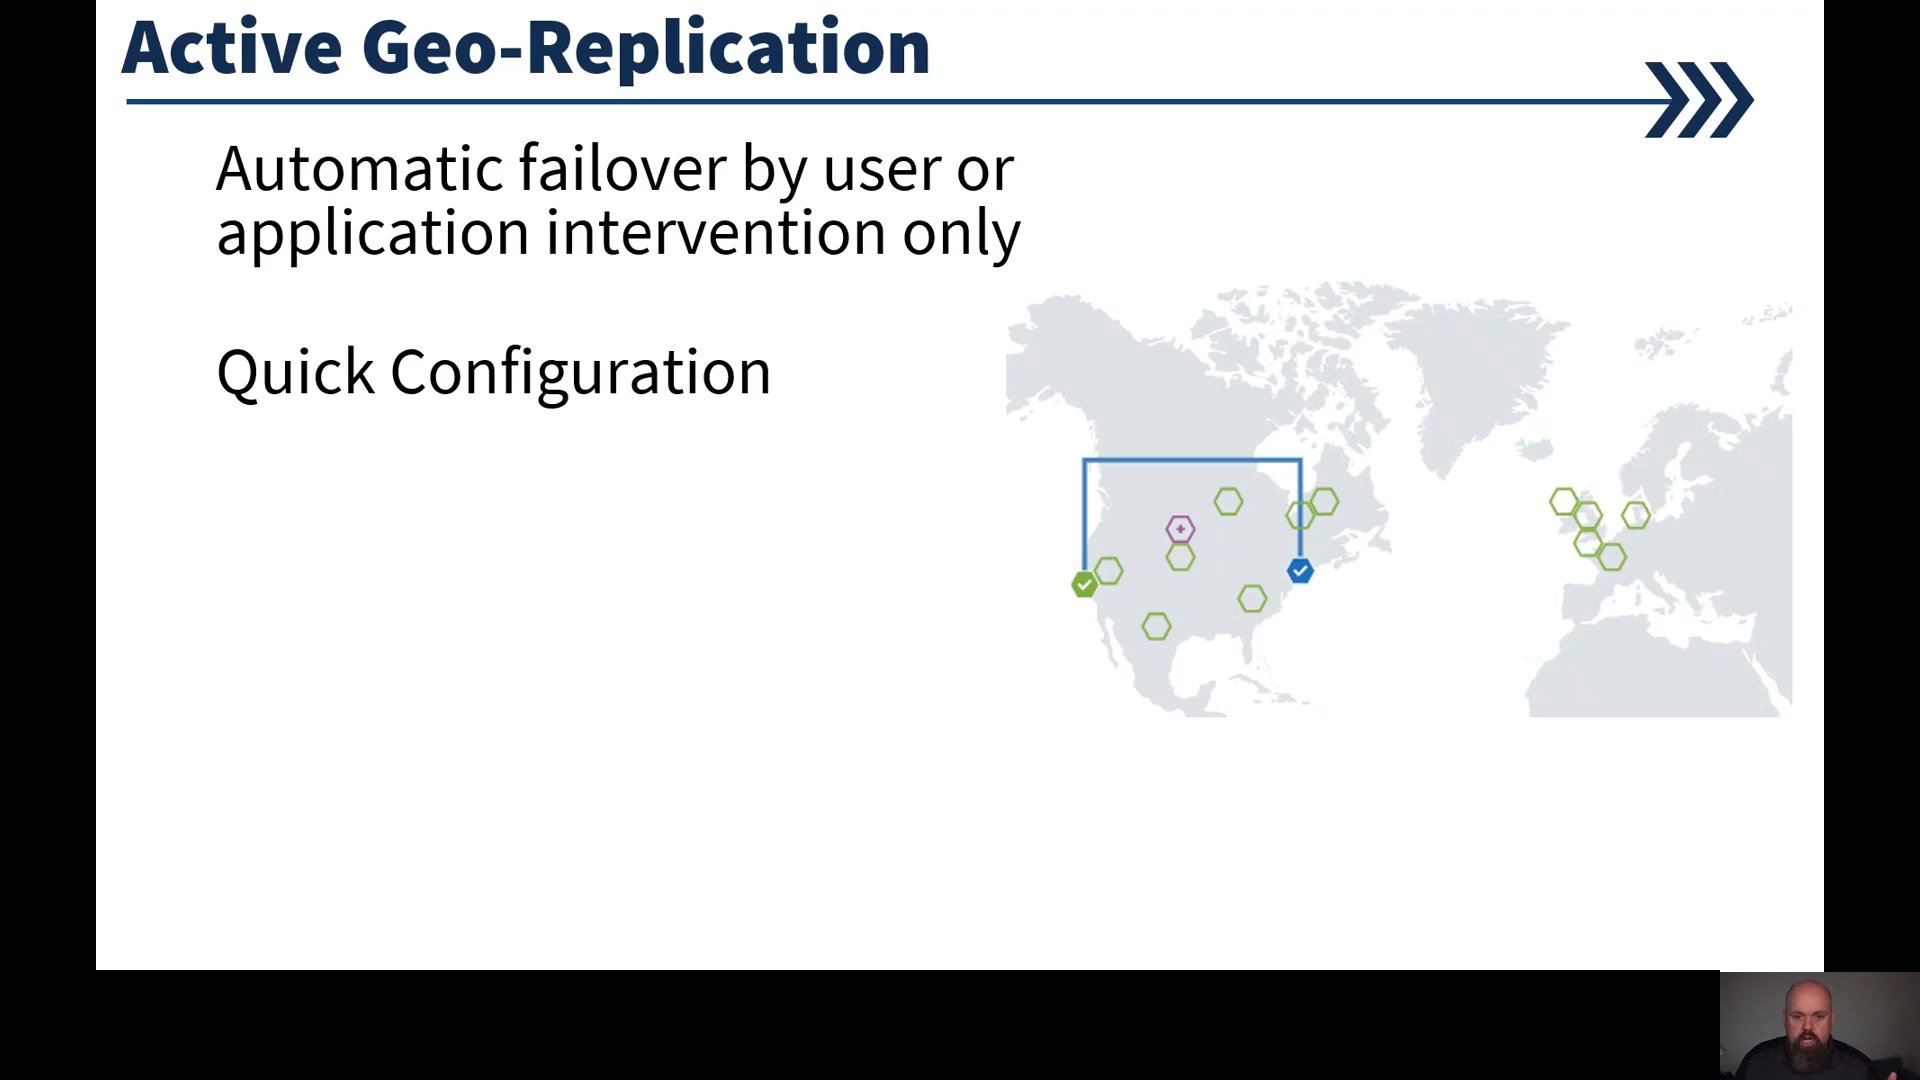 Active Geo-Replication
Automatic failover by user or
application intervention only
Quick Configuration